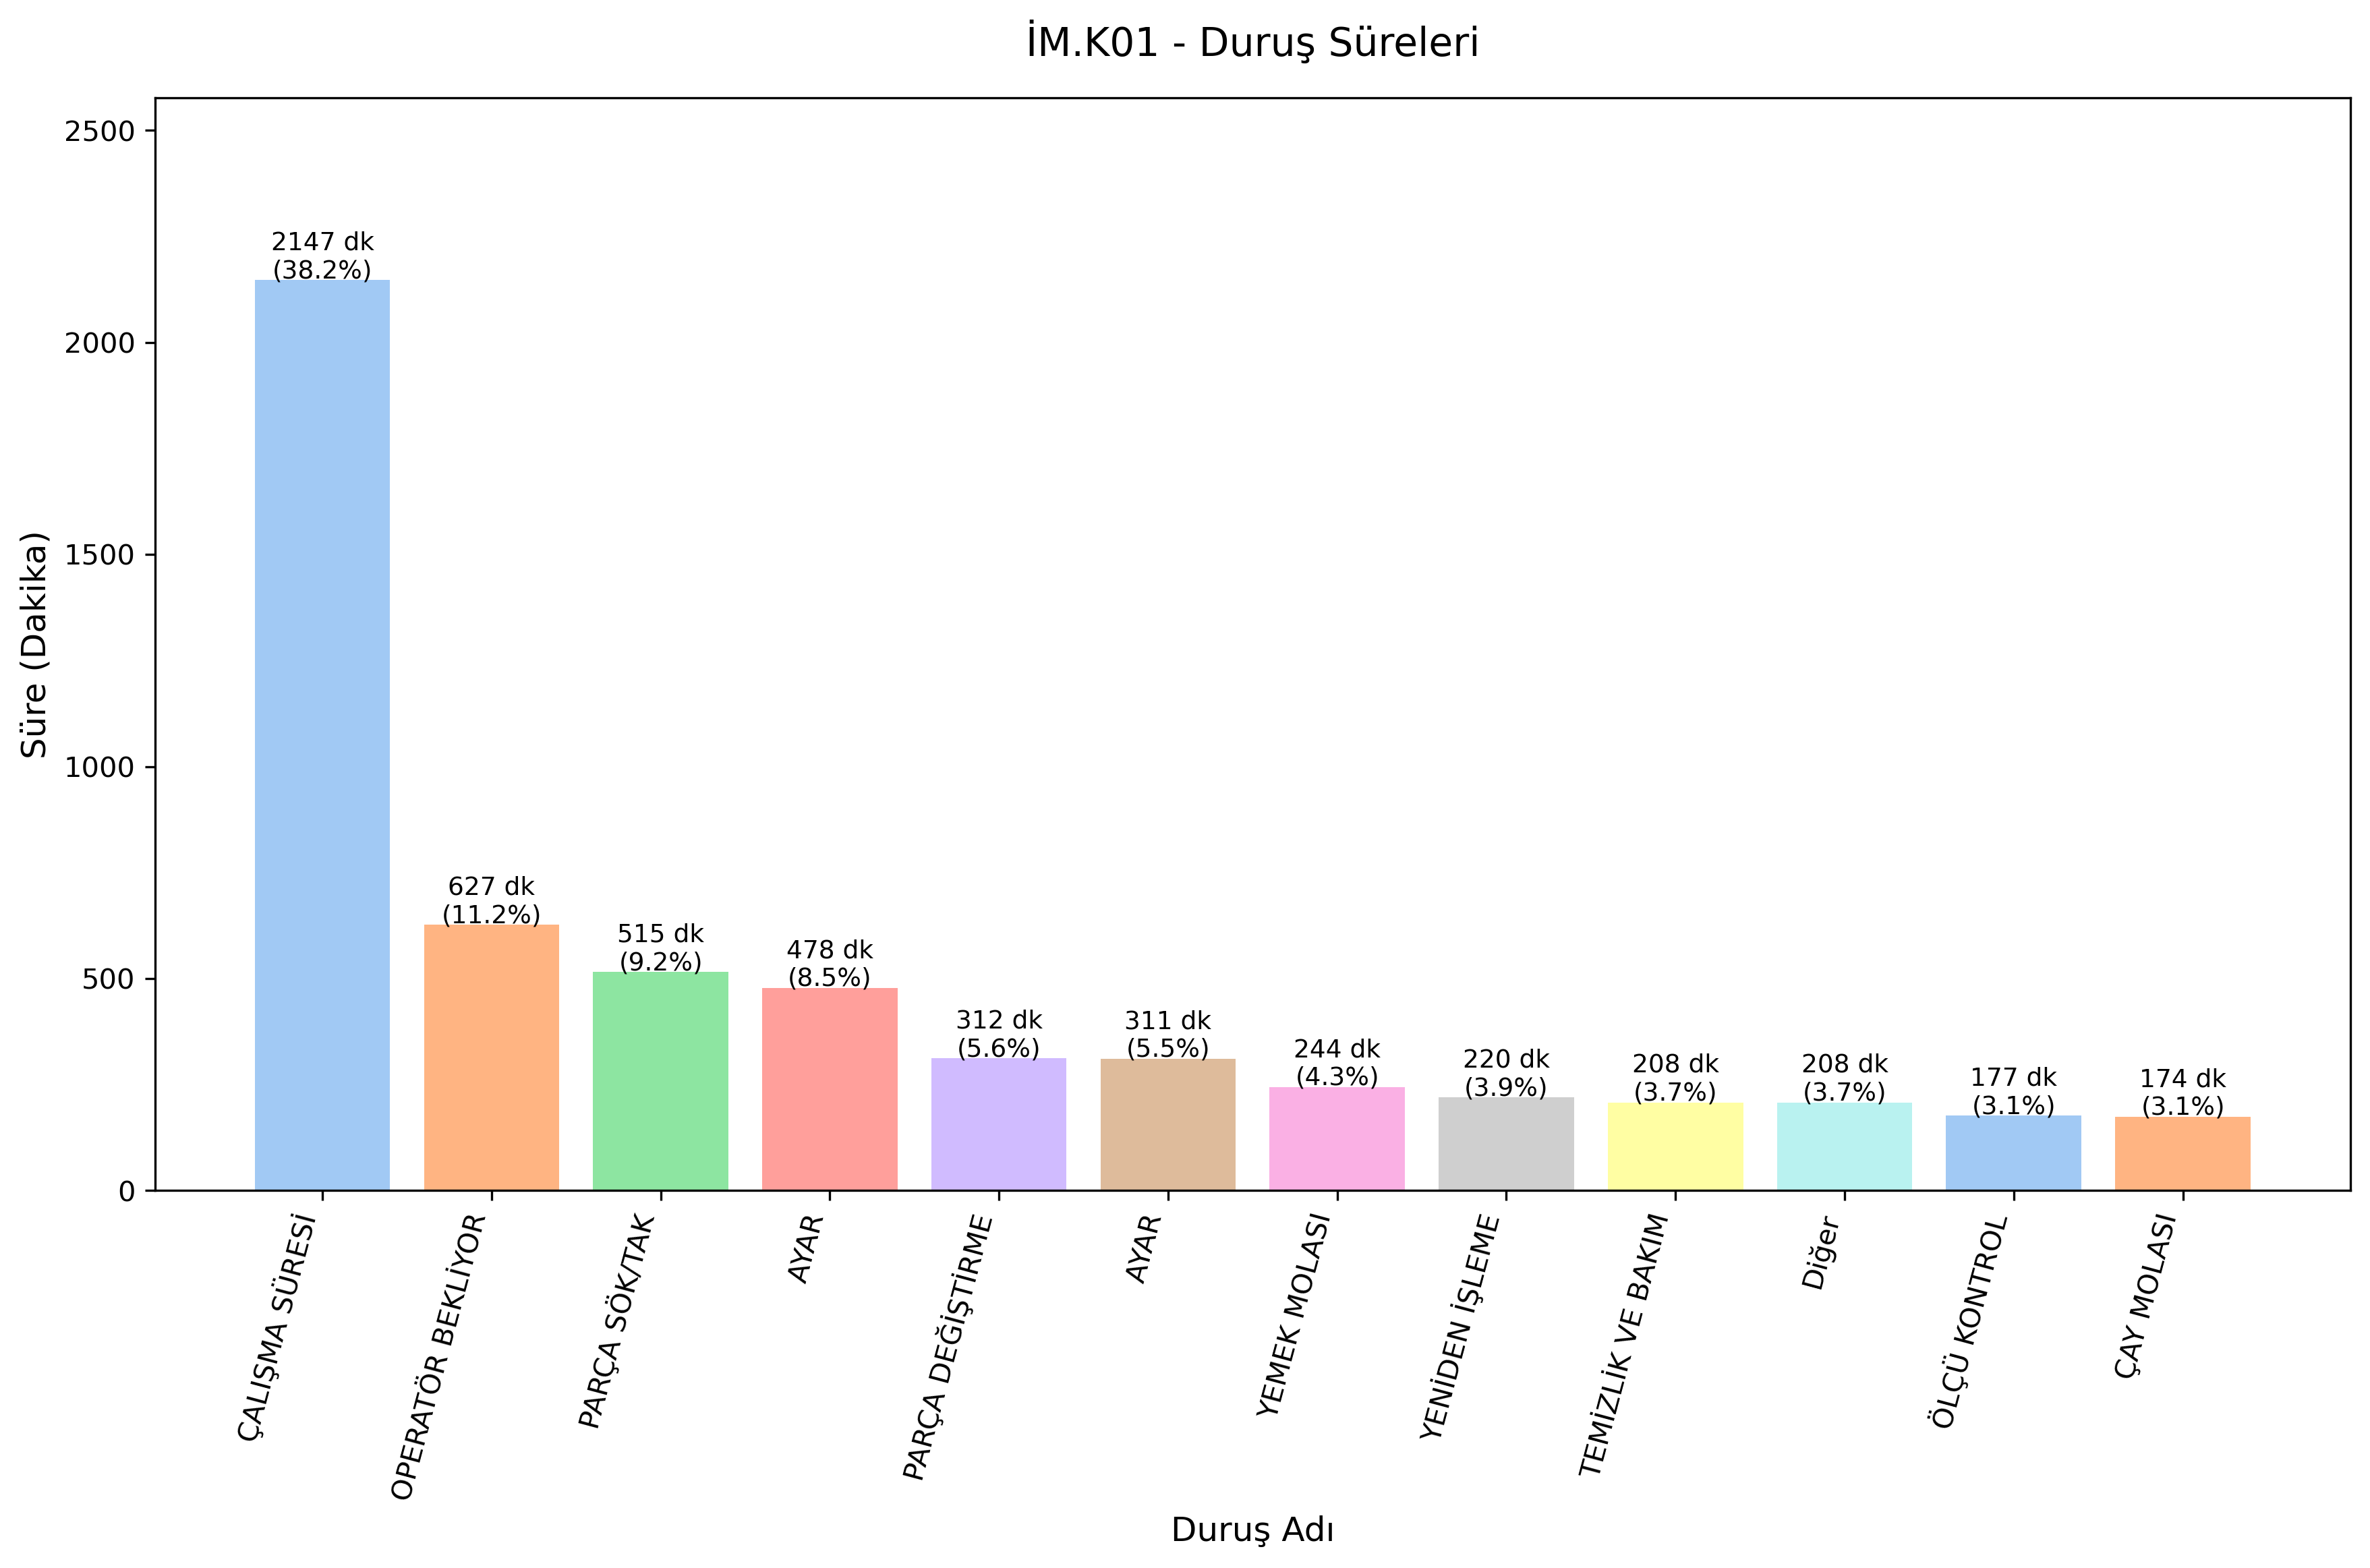 İM.K01 - Duruş Süreleri
Süre (Dakika)
2500
2000
1500
1000
500
0
2147 dk
(38.2%)
627 dk
(11.2%)
515 dk
(9.2%)
478 dk
(8.5%)
312 dk
(5.6%)
311 dk
(5.5%)
244 dk
(4.3%)
220 dk
(3.9%)
208 dk
(3.7%)
208 dk
(3.7%)
177 dk
(3.1%)
174 dk
(3.1%)
ÇALIŞMA SÜRESİ
OPERATÖR BEKLİYOR
PARÇA SÖK/TAK
AYAR
PARÇA DEĞİŞTİRME
AYAR
YEMEK MOLASI
YENİDEN İŞLEME
TEMİZLİK VE BAKIM
Diğer
ÖLÇÜ KONTROL
ÇAY MOLASI
Duruş Adı